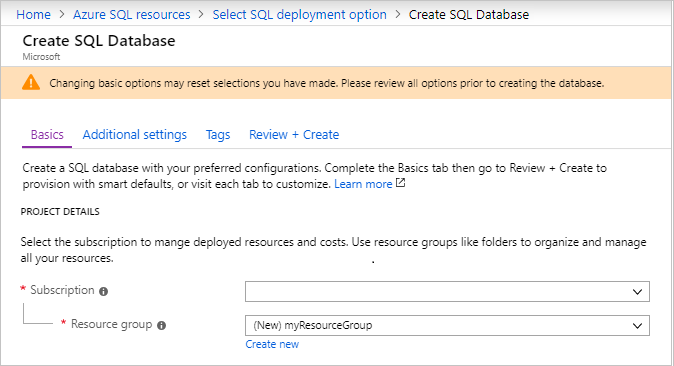 Home > Azure SQL resources > Select SQL deployment option > Create SQL Database
Create SQL Database
Microsoft
Changing basic options may reset selections you have made. Please review all options prior to creating the database.
Basics Additional settings Tags Review + Create
Create a SQL database with your preferred configurations. Complete the Basics tab then go to Review + Create to
provision with smart defaults, or visit each tab to customize. Learn more
PROJECT DETAILS
Select the subscription to mange deployed resources and costs. Use resource groups like folders to organize and manage
all your resources.
* Subscription
* Resource group
(New) myResourceGroup
Create new